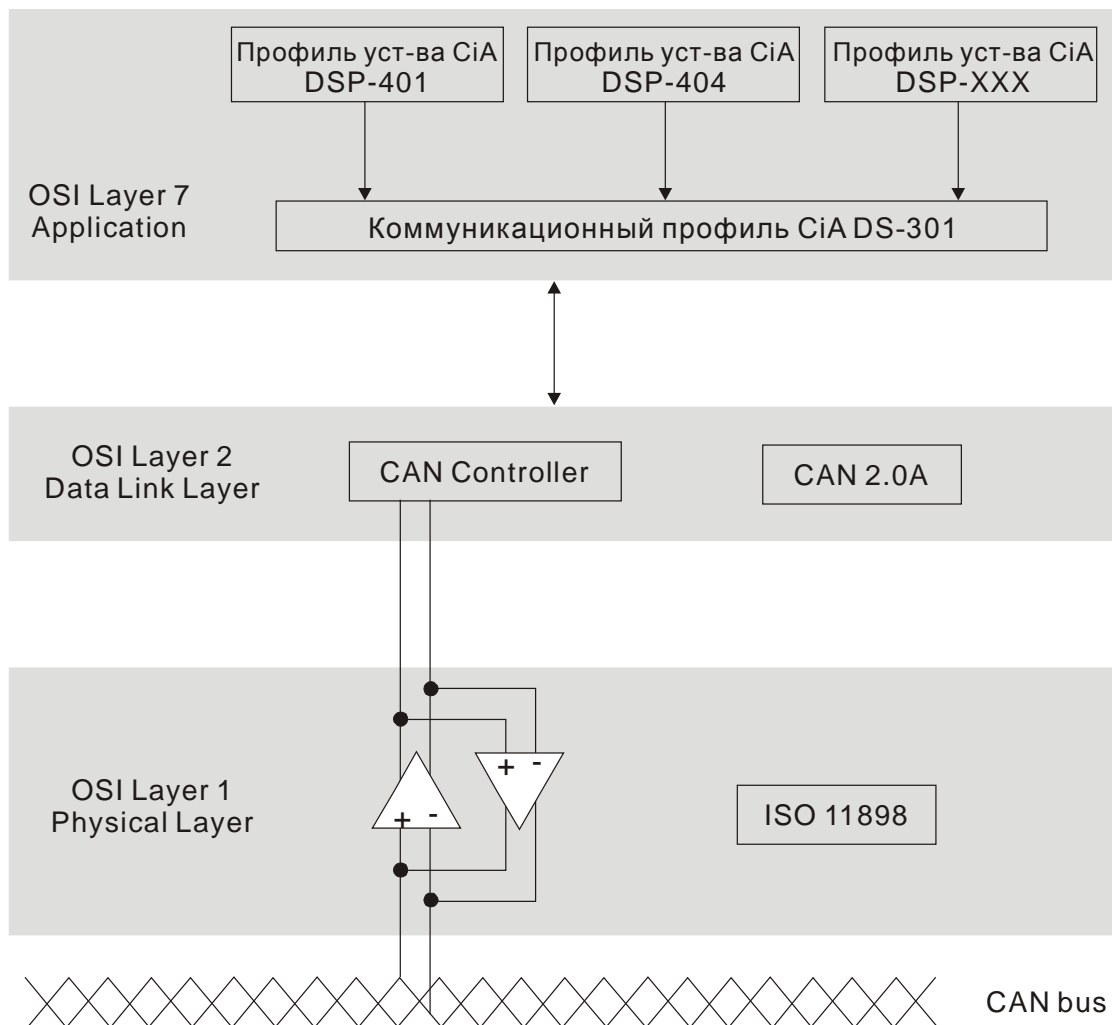 Профиль уст-ва CiA
DSP-401
Профиль уст-ва CiA
DSP-404
Профиль уст-ва CiA
DSP-XXX
OSI Layer 7
Application
Коммуникационный профиль CiA DS-301
OSI Layer 2
Data Link Layer
CAN Controller
CAN 2.0A
OSI Layer 1
Physical Layer
+ -
+ -
ISO 11898
CAN bus